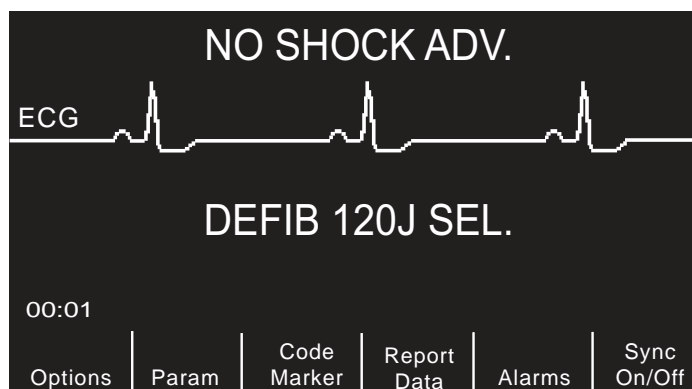 NO SHOCK ADV.
ECG
DEFIB 120J SEL.
00:01
Options Param Code Marker Report Data Alarms Sync On/Off